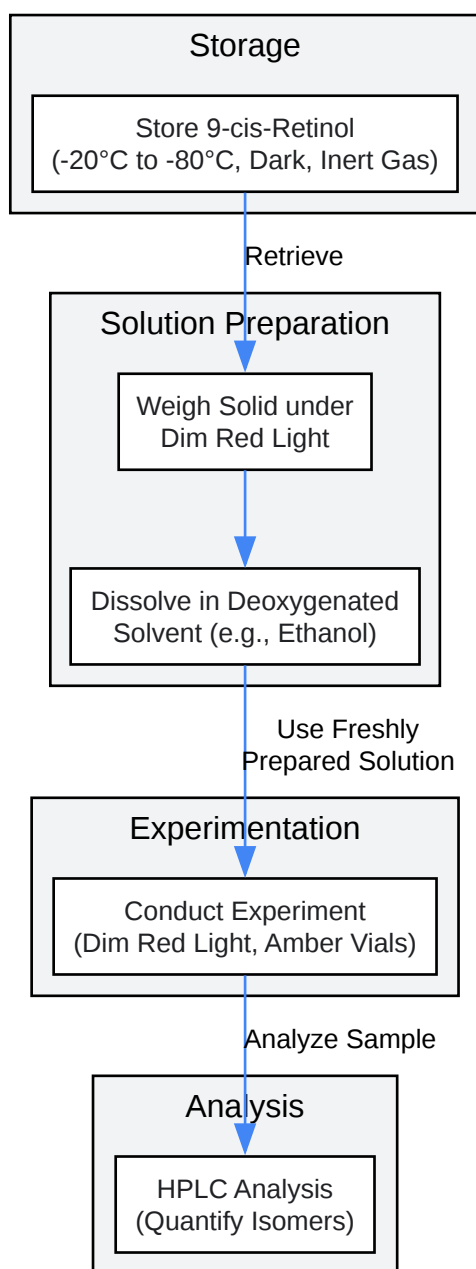 Storage
Store 9-cis-Retinol
(-20°C to -80°C, Dark, Inert Gas)
Retrieve
Solution Preparation
Weigh Solid under
Dim Red Light
Dissolve in Deoxygenated
Solvent (e.g., Ethanol)
Use Freshly
Prepared Solution
Experimentation
Conduct Experiment
(Dim Red Light, Amber Vials)
Analyze Sample
Analysis
HPLC Analysis
(Quantify Isomers)